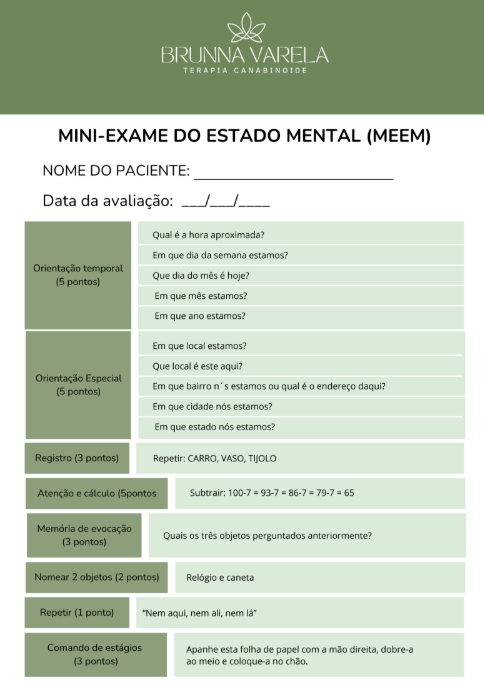 BRUNNA VARELA
TERAPIA CANABINOIDE
MINI-EXAME DO ESTADO MENTAL (MEEM)
NOME DO PACIENTE: ________________________
Data da avaliação: ___/___/____
Orientação temporal
(5 pontos)
Qual é a hora aproximada?
Em que dia da semana estamos?
Que dia do mês é hoje?
Em que mês estamos?
Em que ano estamos?
Orientação Especial
(5 pontos)
Em que local estamos?
Que local é este aqui?
Em que bairro n´s estamos ou qual é o endereço daqui?
Em que cidade nós estamos?
Em que estado nós estamos?
Registro (3 pontos)
Repetir: CARRO, VASO, TIJOLO
Atenção e cálculo (5pontos
Subtrair: 100-7 = 93-7 = 86-7 = 79-7 = 65
Memória de evocação
(3 pontos)
Quais os três objetos perguntados anteriormente?
Nomear 2 objetos (2 pontos)
Relógio e caneta
Repetir (1 ponto)
“Nem aqui, nem ali, nem lá”
Comando de estágios
(3 pontos)
Apanhe esta folha de papel com a mão direita, dobre-a
ao meio e coloque-a no chão.